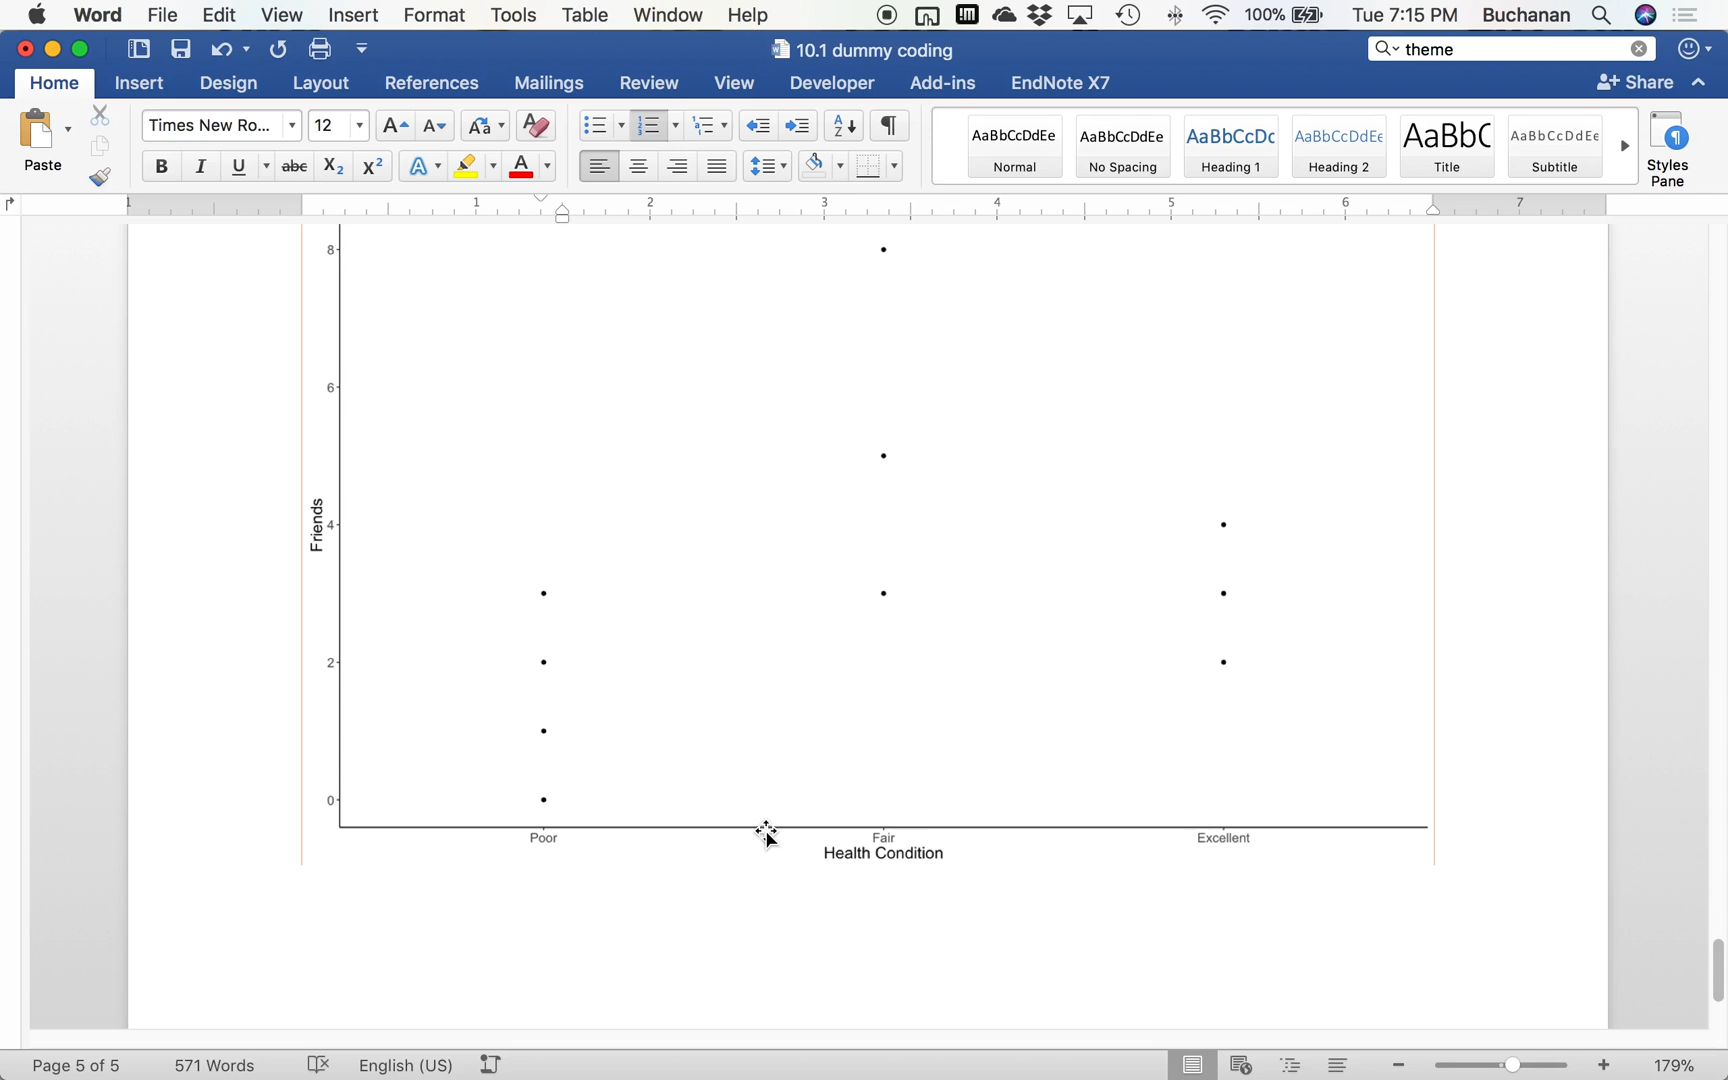 Word File Edit View Insert Format Tools Table Window Help 100% Tue 7:15 PM Buchanan
10.1 dummy coding
theme
Home Insert Design Layout References Mailings Review View Developer Add-ins EndNote X7 Share
Paste
Times New Ro... 12
B I U abc X2 X2 A A
AaBbCcDdEe AaBbCcDdEe AaBbCcDc AaBbCcDdEe AaBbC AaBbCcDdEe
Normal No Spacing Heading 1 Heading 2 Title Subtitle
Styles Pane
1 1 2 3 4 5 6 7
8
6
4
2
0
Friends
Poor Fair Excellent
Health Condition
Page 5 of 5 571 Words English (US) 179%